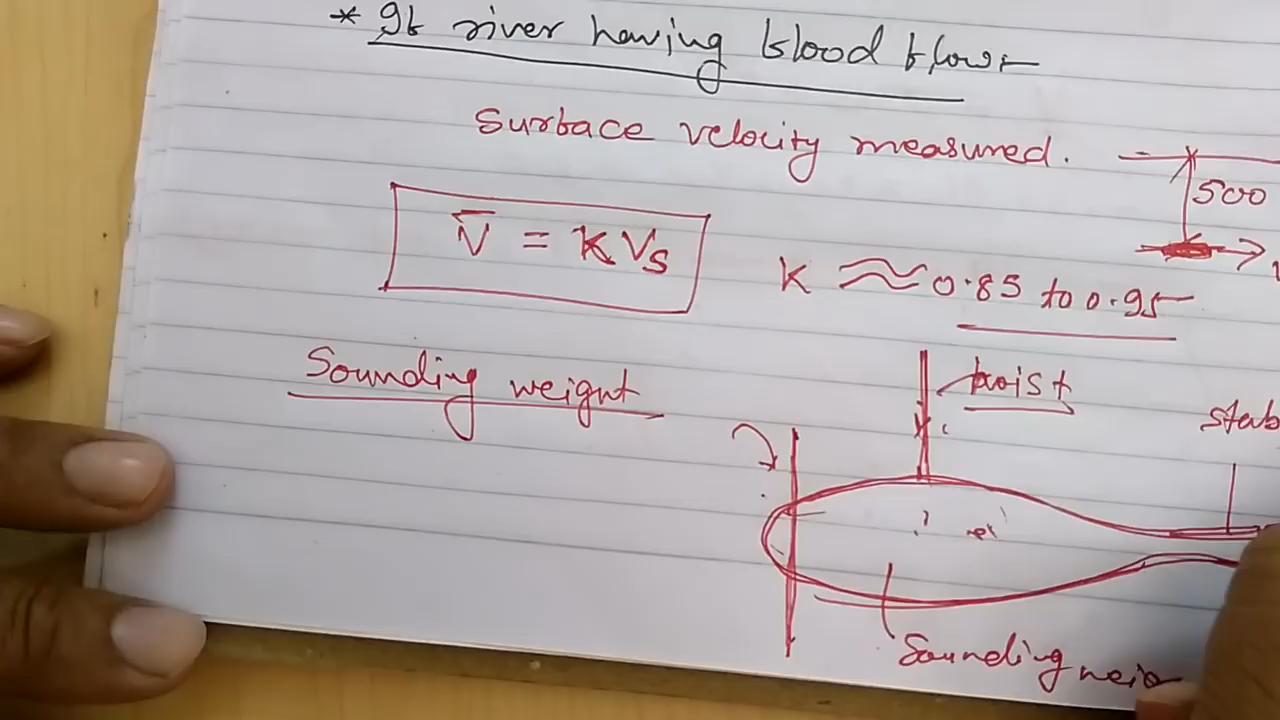 * If river having flood flow
Surface velocity measured.
500
V̄ = K Vs
K ≈ 0.85 to 0.95
Sounding weight
hoist
stab
Sounding weig